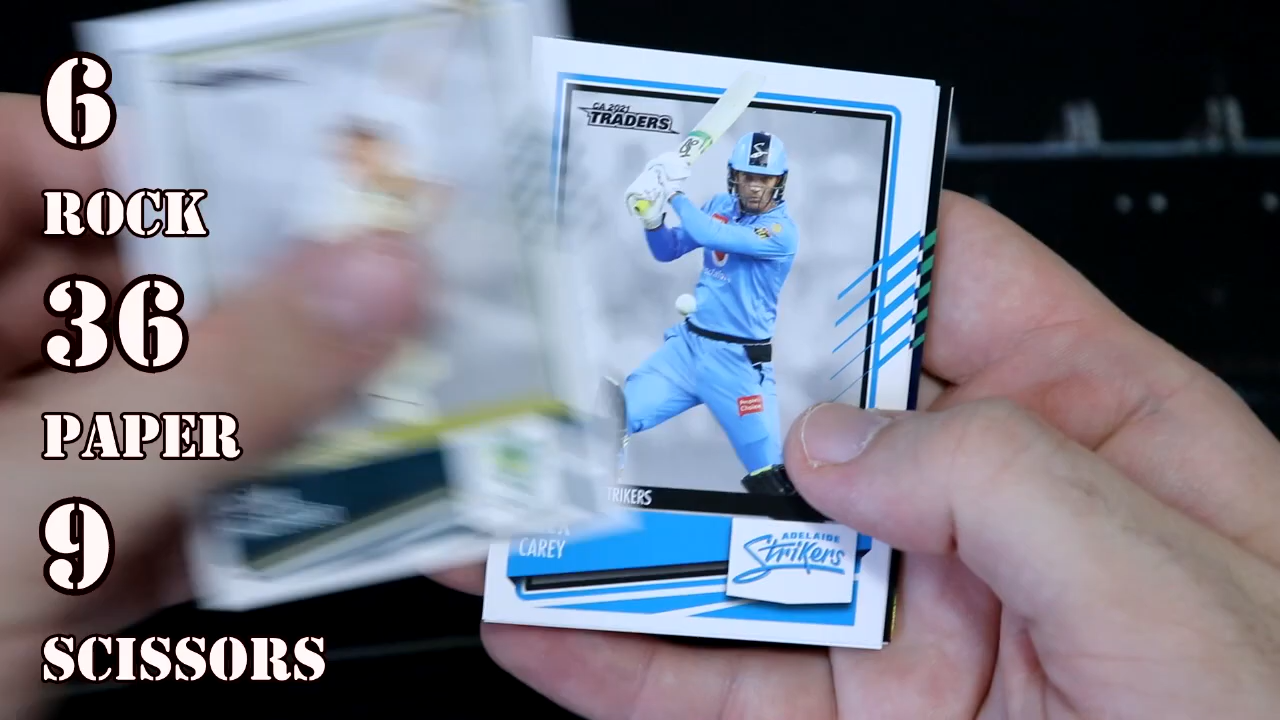 6
ROCK
36
PAPER
9
SCISSORS
CA 2021
TRADERS
S
TRIKERS
CAREY
ADELAIDE
Strikers